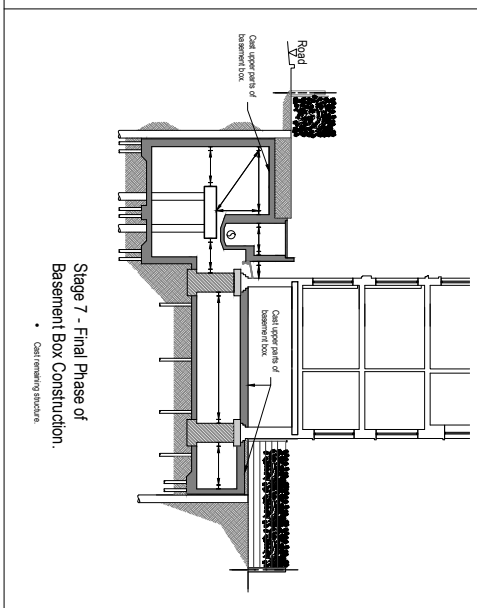 Road
Cast upper parts of
basement box.
Cast upper parts of
basement box.
Stage 7 - Final Phase of
Basement Box Construction.
• Cast remaining structure.